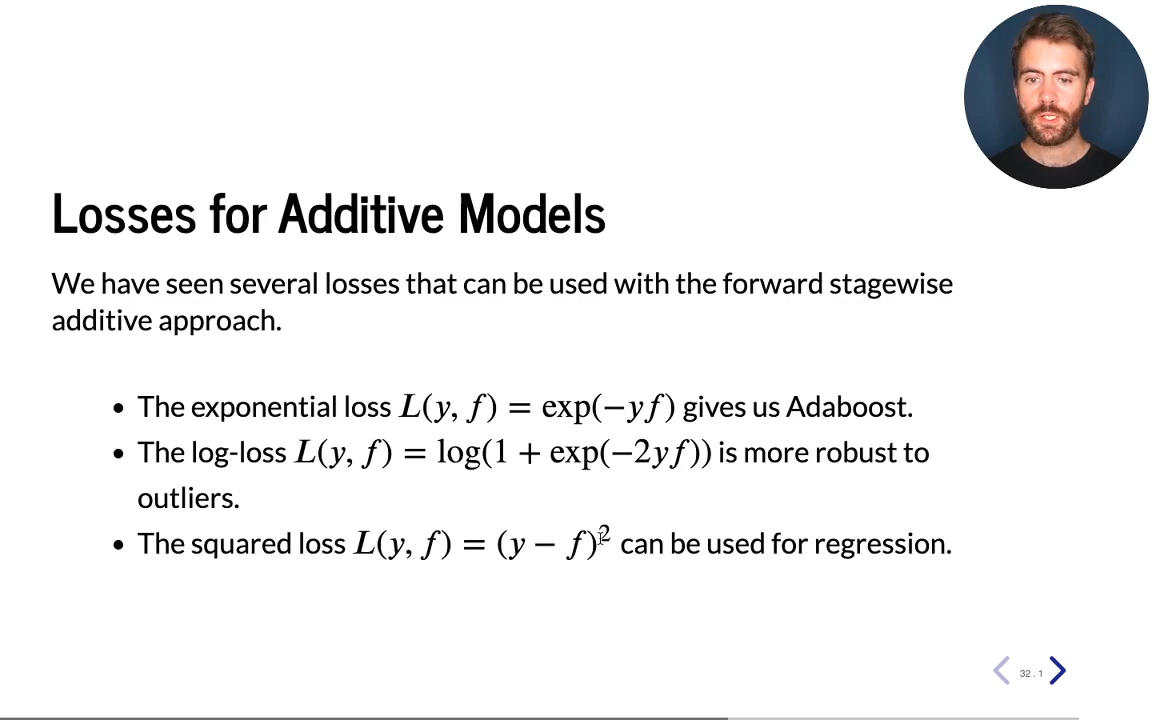 Losses for Additive Models
We have seen several losses that can be used with the forward stagewise
additive approach.
• The exponential loss L(y, f) = exp(−yf) gives us Adaboost.
• The log-loss L(y, f) = log(1 + exp(−2yf)) is more robust to
outliers.
• The squared loss L(y, f) = (y − f)² can be used for regression.
32 . 1